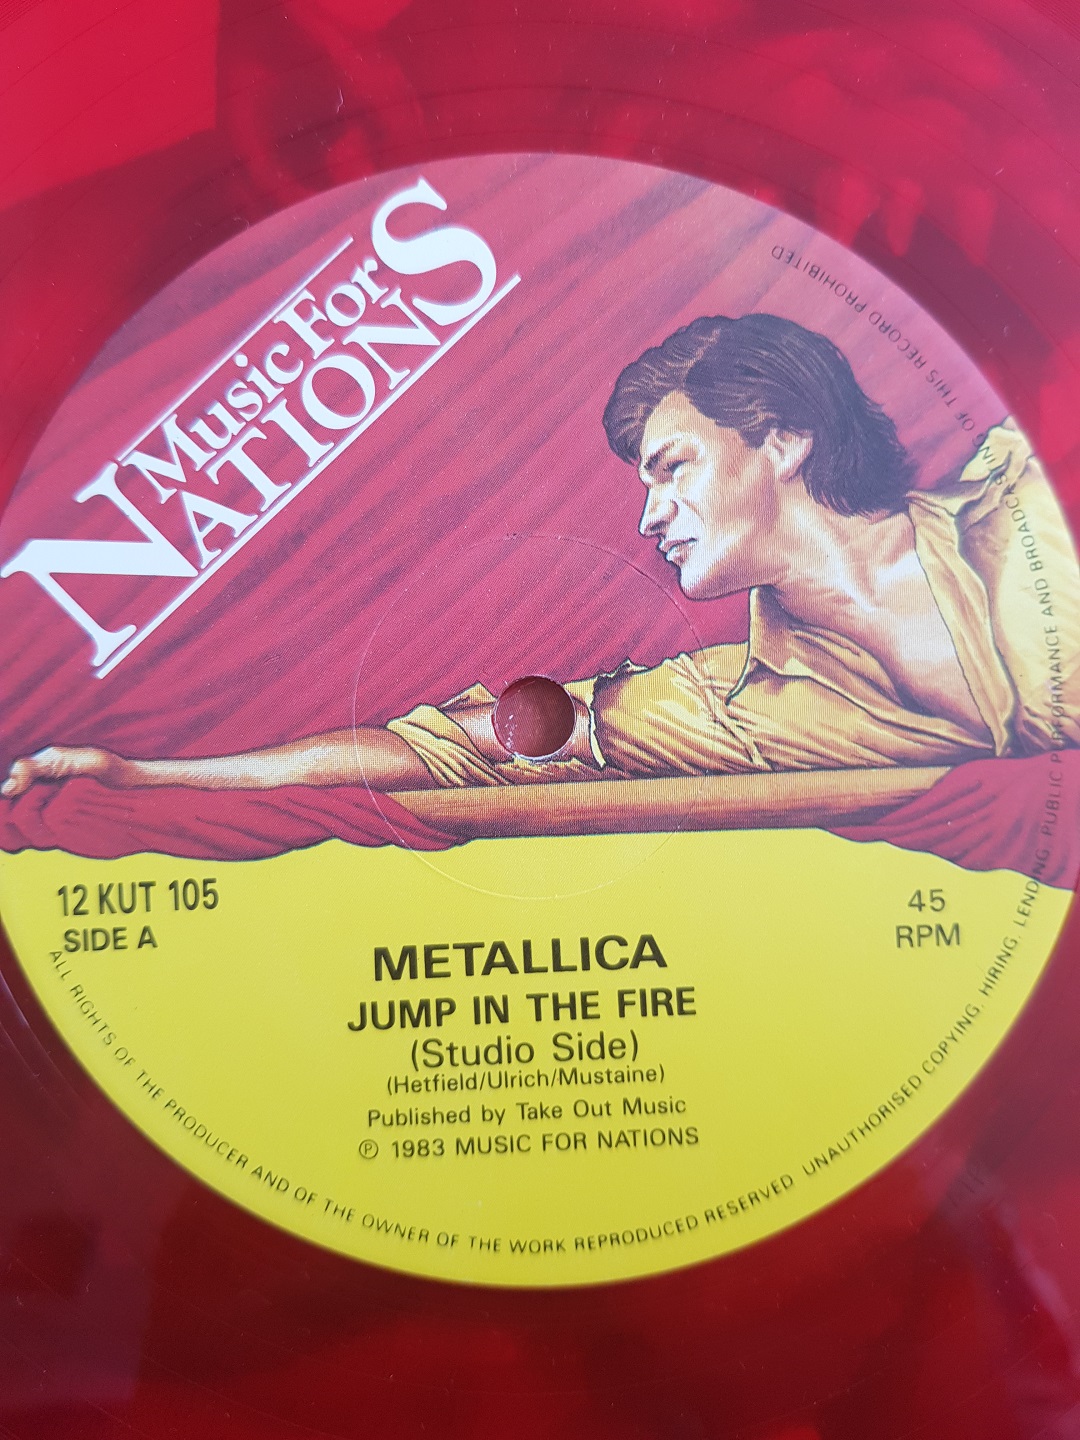 Music For
NATIONS
12 KUT 105
SIDE A
45
RPM
METALLICA
JUMP IN THE FIRE
(Studio Side)
(Hetfield/Ulrich/Mustaine)
Published by Take Out Music
℗ 1983 MUSIC FOR NATIONS
ALL RIGHTS OF THE PRODUCER AND OF THE OWNER OF THE WORK REPRODUCED RESERVED UNAUTHORISED COPYING, HIRING, LENDING, PUBLIC PERFORMANCE AND BROADCASTING OF THIS RECORD PROHIBITED